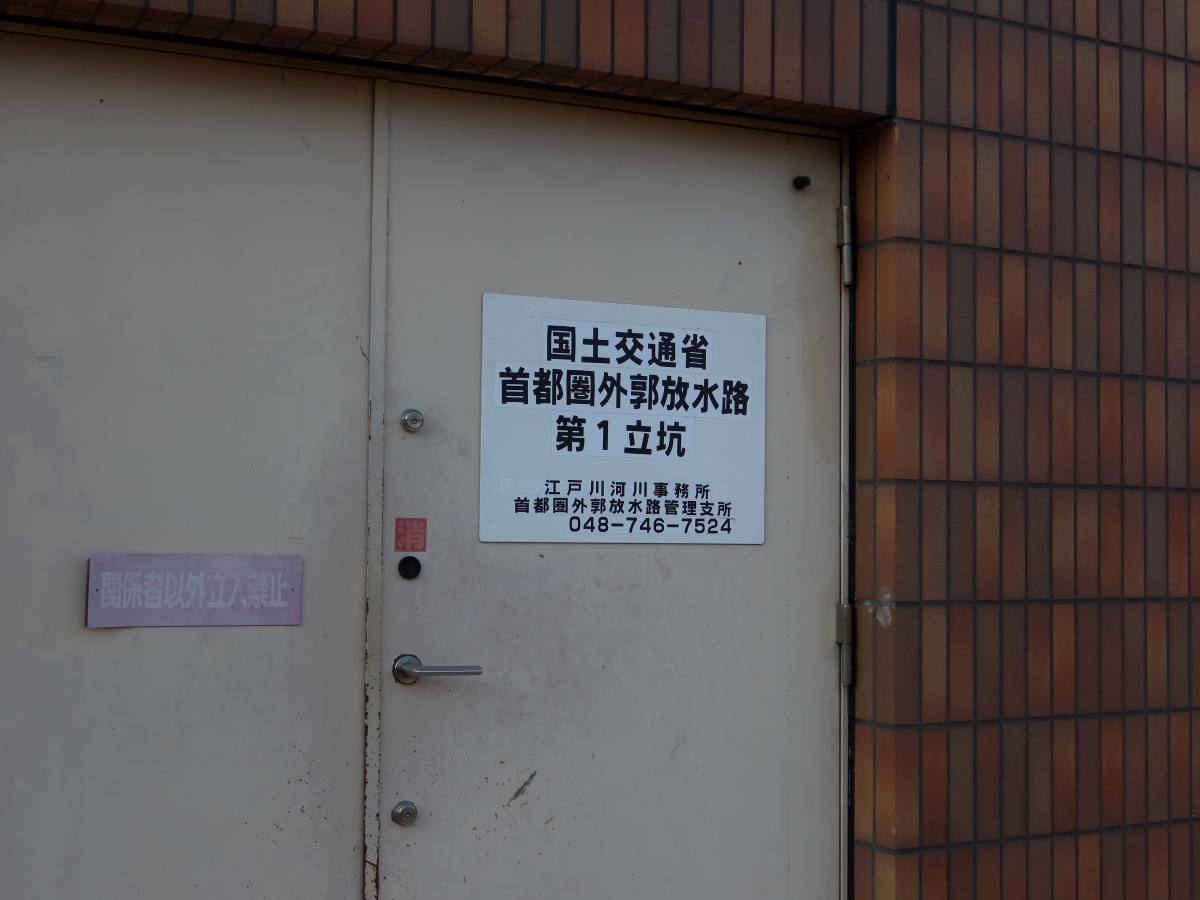 国土交通省
首都圏外郭放水路
第1立坑
江戸川河川事務所
首都圏外郭放水路管理支所
048-746-7524
消
関係者以外立入禁止